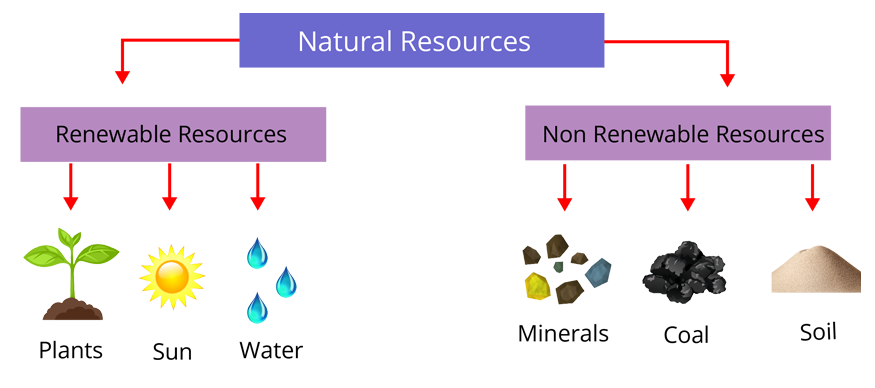 Natural Resources
Renewable Resources
Non Renewable Resources
Plants
Sun
Water
Minerals
Coal
Soil